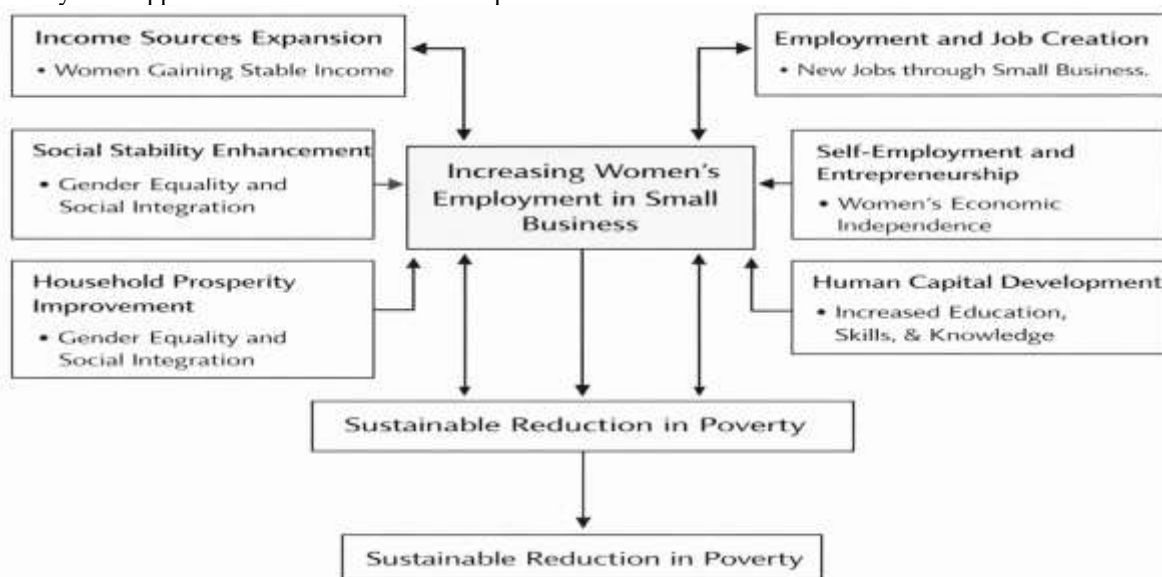 Income Sources Expansion
• Women Gaining Stable Income
Employment and Job Creation
• New Jobs through Small Business.
Social Stability Enhancement
• Gender Equality and
Social Integration
Increasing Women's
Employment in Small
Business
Self-Employment and
Entrepreneurship
• Women's Economic
Independence
Household Prosperity
Improvement
• Gender Equality and
Social Integration
Human Capital Development
• Increased Education,
Skills, & Knowledge
Sustainable Reduction in Poverty
Sustainable Reduction in Poverty